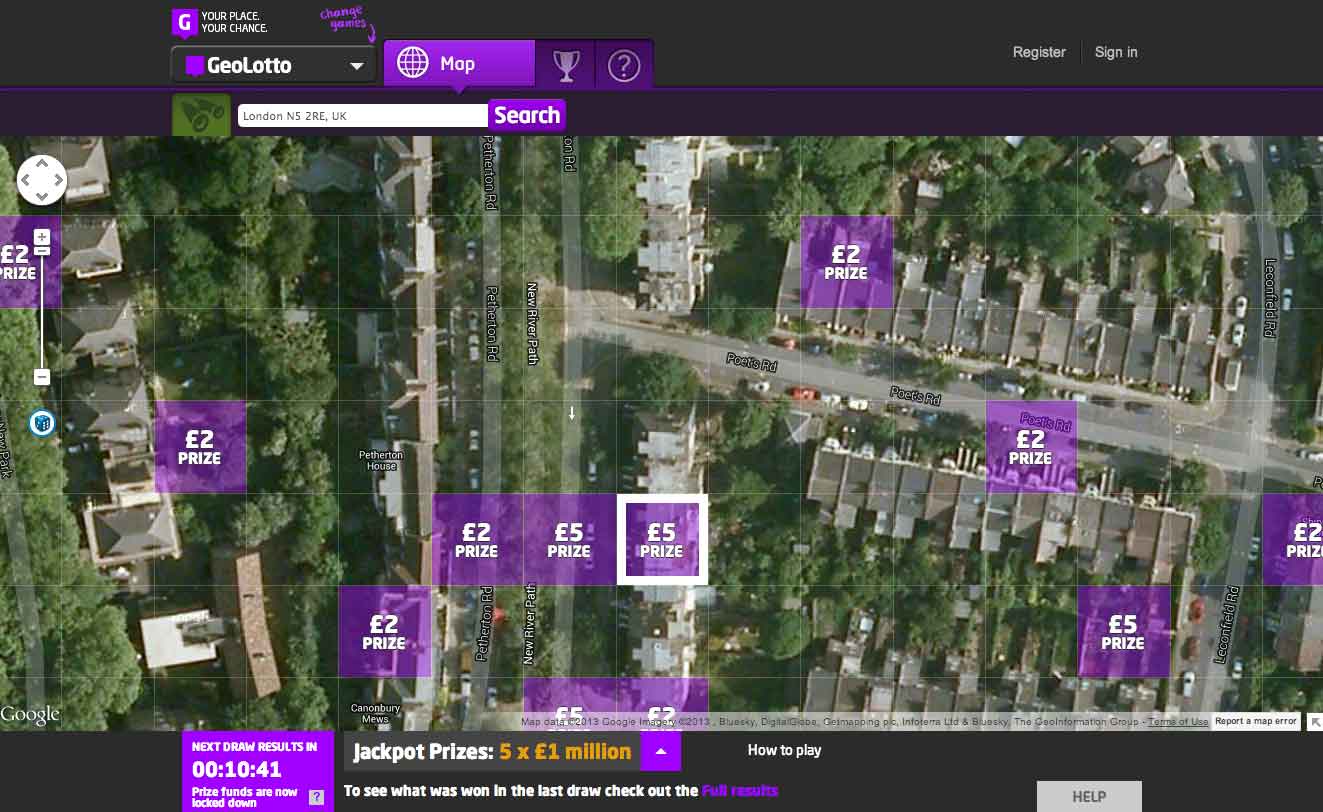 G YOUR PLACE.
YOUR CHANCE.
change
games
GeoLotto
Map
?
Register
Sign in
London N5 2RE, UK
Search
Petherton Rd
ton Rd
£2
PRIZE
£2
PRIZE
Petherton Rd
New River Path
Leconfield Rd
Poet's Rd
Poet's Rd
New Park
£2
PRIZE
Petherton
House
Poet's Rd
£2
PRIZE
£2
PRIZE
£5
PRIZE
£5
PRIZE
£2
PRIZ
£2
PRIZE
Petherton Rd
New River Path
£5
PRIZE
Leconfield Rd
Canonbury
Mews
£5
£2
Google
Map data ©2013 Google Imagery ©2013 , Bluesky, DigitalGlobe, Getmapping plc, Infoterra Ltd & Bluesky, The GeoInformation Group - Terms of Use
Report a map error
NEXT DRAW RESULTS IN
00:10:41
Prize funds are now
locked down
?
Jackpot Prizes: 5 x £1 million
How to play
To see what was won in the last draw check out the Full results
HELP